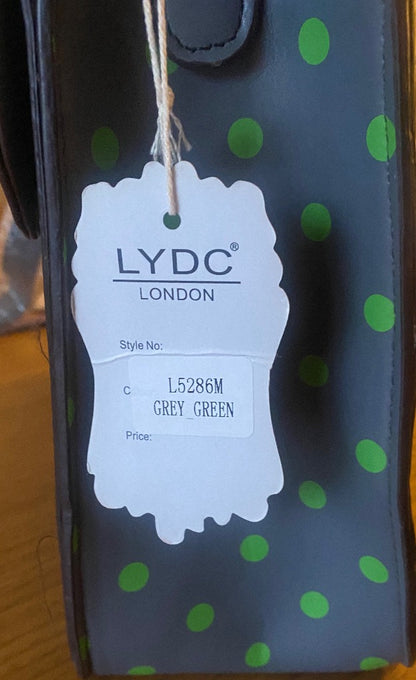 LYDC®
LONDON
Style No:
L5286M
C
GREY_GREEN
Price: